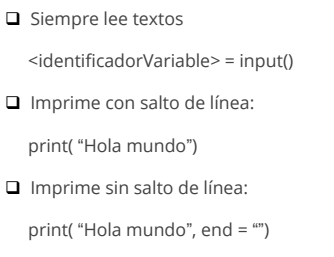 ❑ Siempre lee textos
<identificadorVariable> = input()
❑ Imprime con salto de línea:
print( “Hola mundo”)
❑ Imprime sin salto de línea:
print( “Hola mundo”, end = “”)